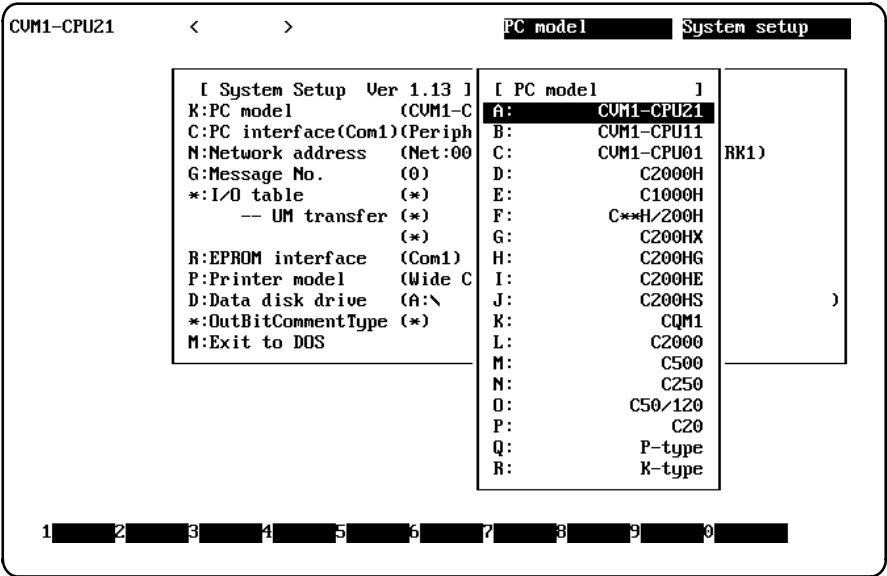 CVM1-CPU21 < > PC model System setup
[ System Setup Ver 1.13 ]
K:PC model (CVM1-C
C:PC interface(Com1)(Periph
N:Network address (Net:00 RK1)
G:Message No. (0)
*:I/O table (*)
-- UM transfer (*)
(*)
R:EPROM interface (Com1)
P:Printer model (Wide C
D:Data disk drive (A:\ )
*:OutBitCommentType (*)
M:Exit to DOS
[ PC model ]
A: CVM1-CPU21
B: CVM1-CPU11
C: CVM1-CPU01
D: C2000H
E: C1000H
F: C**H/200H
G: C200HX
H: C200HG
I: C200HE
J: C200HS
K: CQM1
L: C2000
M: C500
N: C250
O: C50/120
P: C20
Q: P-type
R: K-type
1 2 3 4 5 6 7 8 9 0